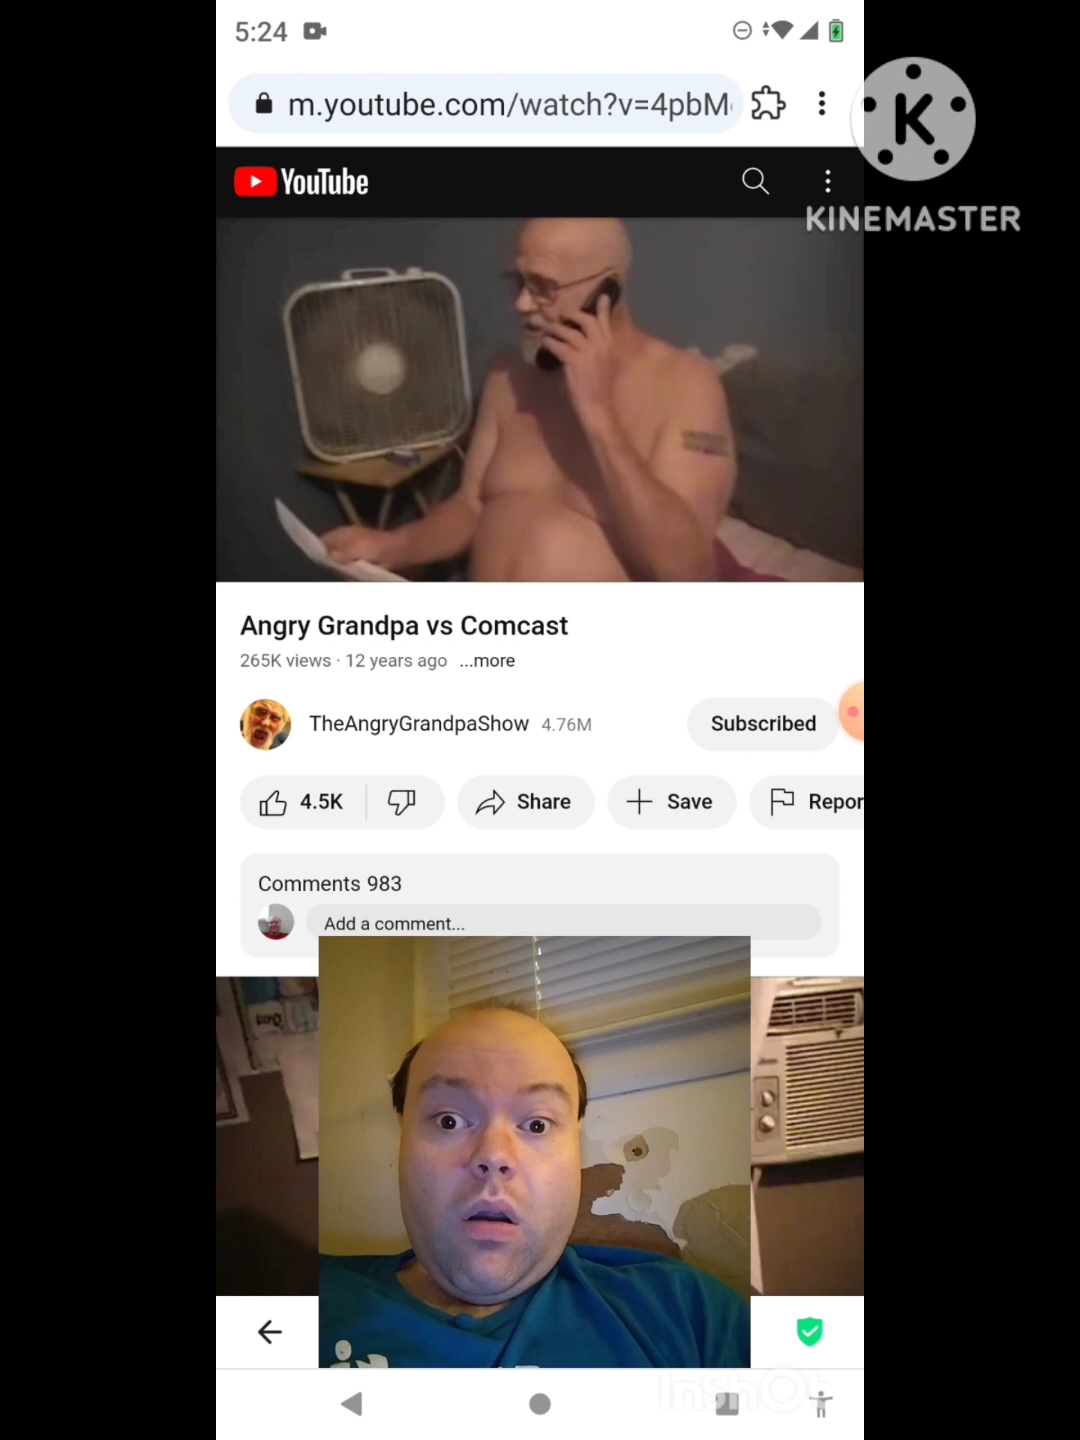 5:24
m.youtube.com/watch?v=4pbM
K
KINEMASTER
YouTube
Angry Grandpa vs Comcast
265K views · 12 years ago ...more
TheAngryGrandpaShow 4.76M
Subscribed
4.5K
Share
Save
Repor
Comments 983
Add a comment...
InShOt